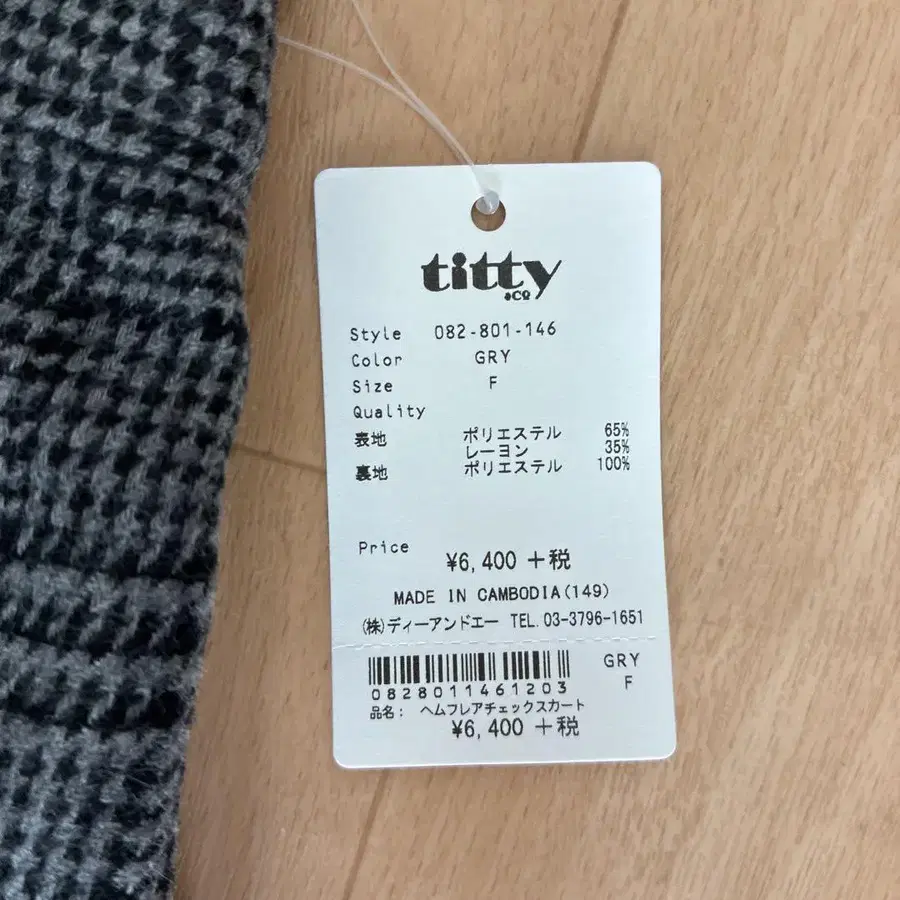 titty
&CO
Style 082-801-146
Color GRY
Size F
Quality
表地 ポリエステル 65%
レーヨン 35%
裏地 ポリエステル 100%
Price ¥6,400 +税
MADE IN CAMBODIA(149)
(株)ディーアンドエー TEL.03-3796-1651
GRY
F
0828011461203
品名: ヘムフレアチェックスカート
¥6,400 +税